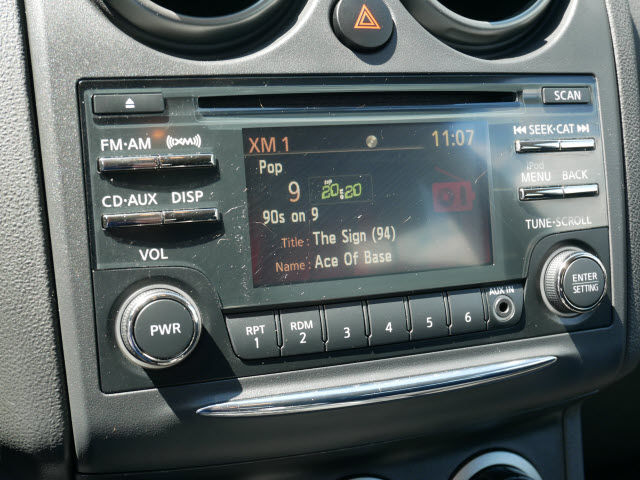 SCAN
FM·AM XM
SEEK·CAT
iPod
MENU BACK
CD·AUX DISP
TUNE·SCROLL
VOL
XM 1 11:07
Pop
9 20:20
90s on 9
Title: The Sign (94)
Name: Ace Of Base
ENTER
SETTING
PWR
AUX IN
RPT
1
RDM
2
3
4
5
6